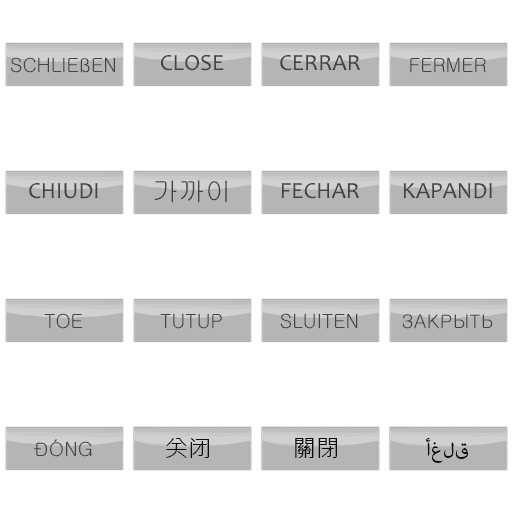 SCHLIEßEN
CLOSE
CERRAR
FERMER
CHIUDI
가까이
FECHAR
KAPANDI
TOE
TUTUP
SLUITEN
ЗАКРЫТЬ
ĐÓNG
关闭
關閉
أغلق